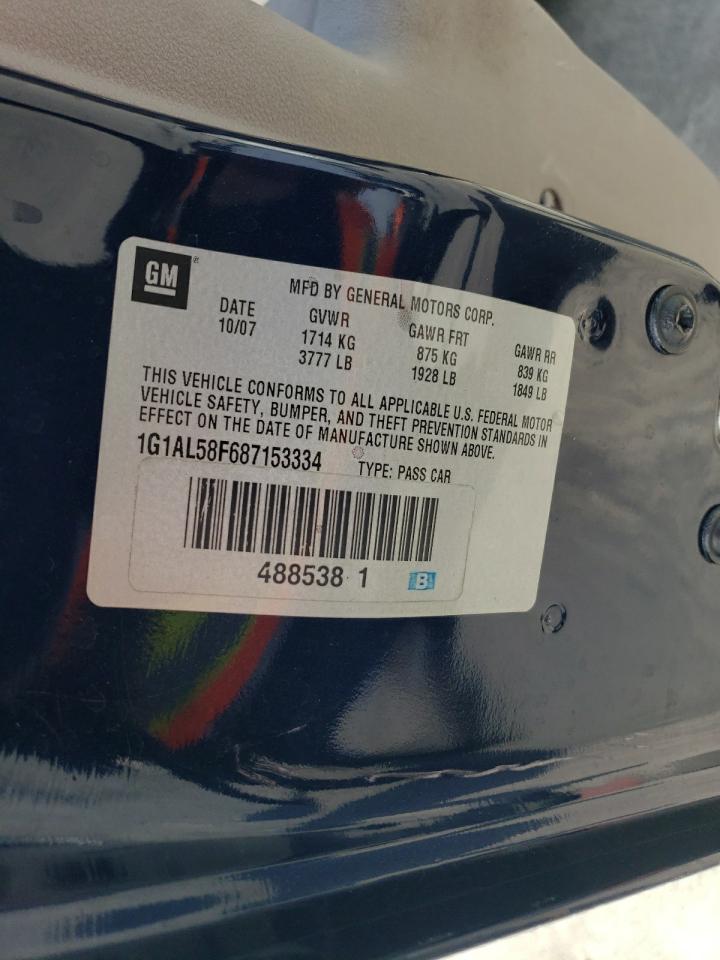 GM ®
MFD BY GENERAL MOTORS CORP.
DATE GVWR GAWR FRT GAWR RR
10/07 1714 KG 875 KG 839 KG
3777 LB 1928 LB 1849 LB
THIS VEHICLE CONFORMS TO ALL APPLICABLE U.S. FEDERAL MOTOR
VEHICLE SAFETY, BUMPER, AND THEFT PREVENTION STANDARDS IN
EFFECT ON THE DATE OF MANUFACTURE SHOWN ABOVE.
1G1AL58F687153334 TYPE: PASS CAR
488538 1 B